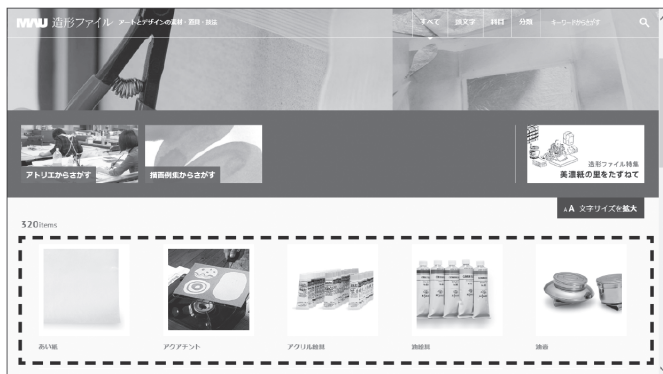 MAU 造形ファイル アートとデザインの素材・道具・技法
すべて 頭文字 科目 分類 キーワードからさがす
アトリエからさがす
描画例集からさがす
造形ファイル特集
美濃紙の里をたずねて
AA 文字サイズを拡大
320items
あい紙
アクアチント
アクリル絵具
油絵具
油壺